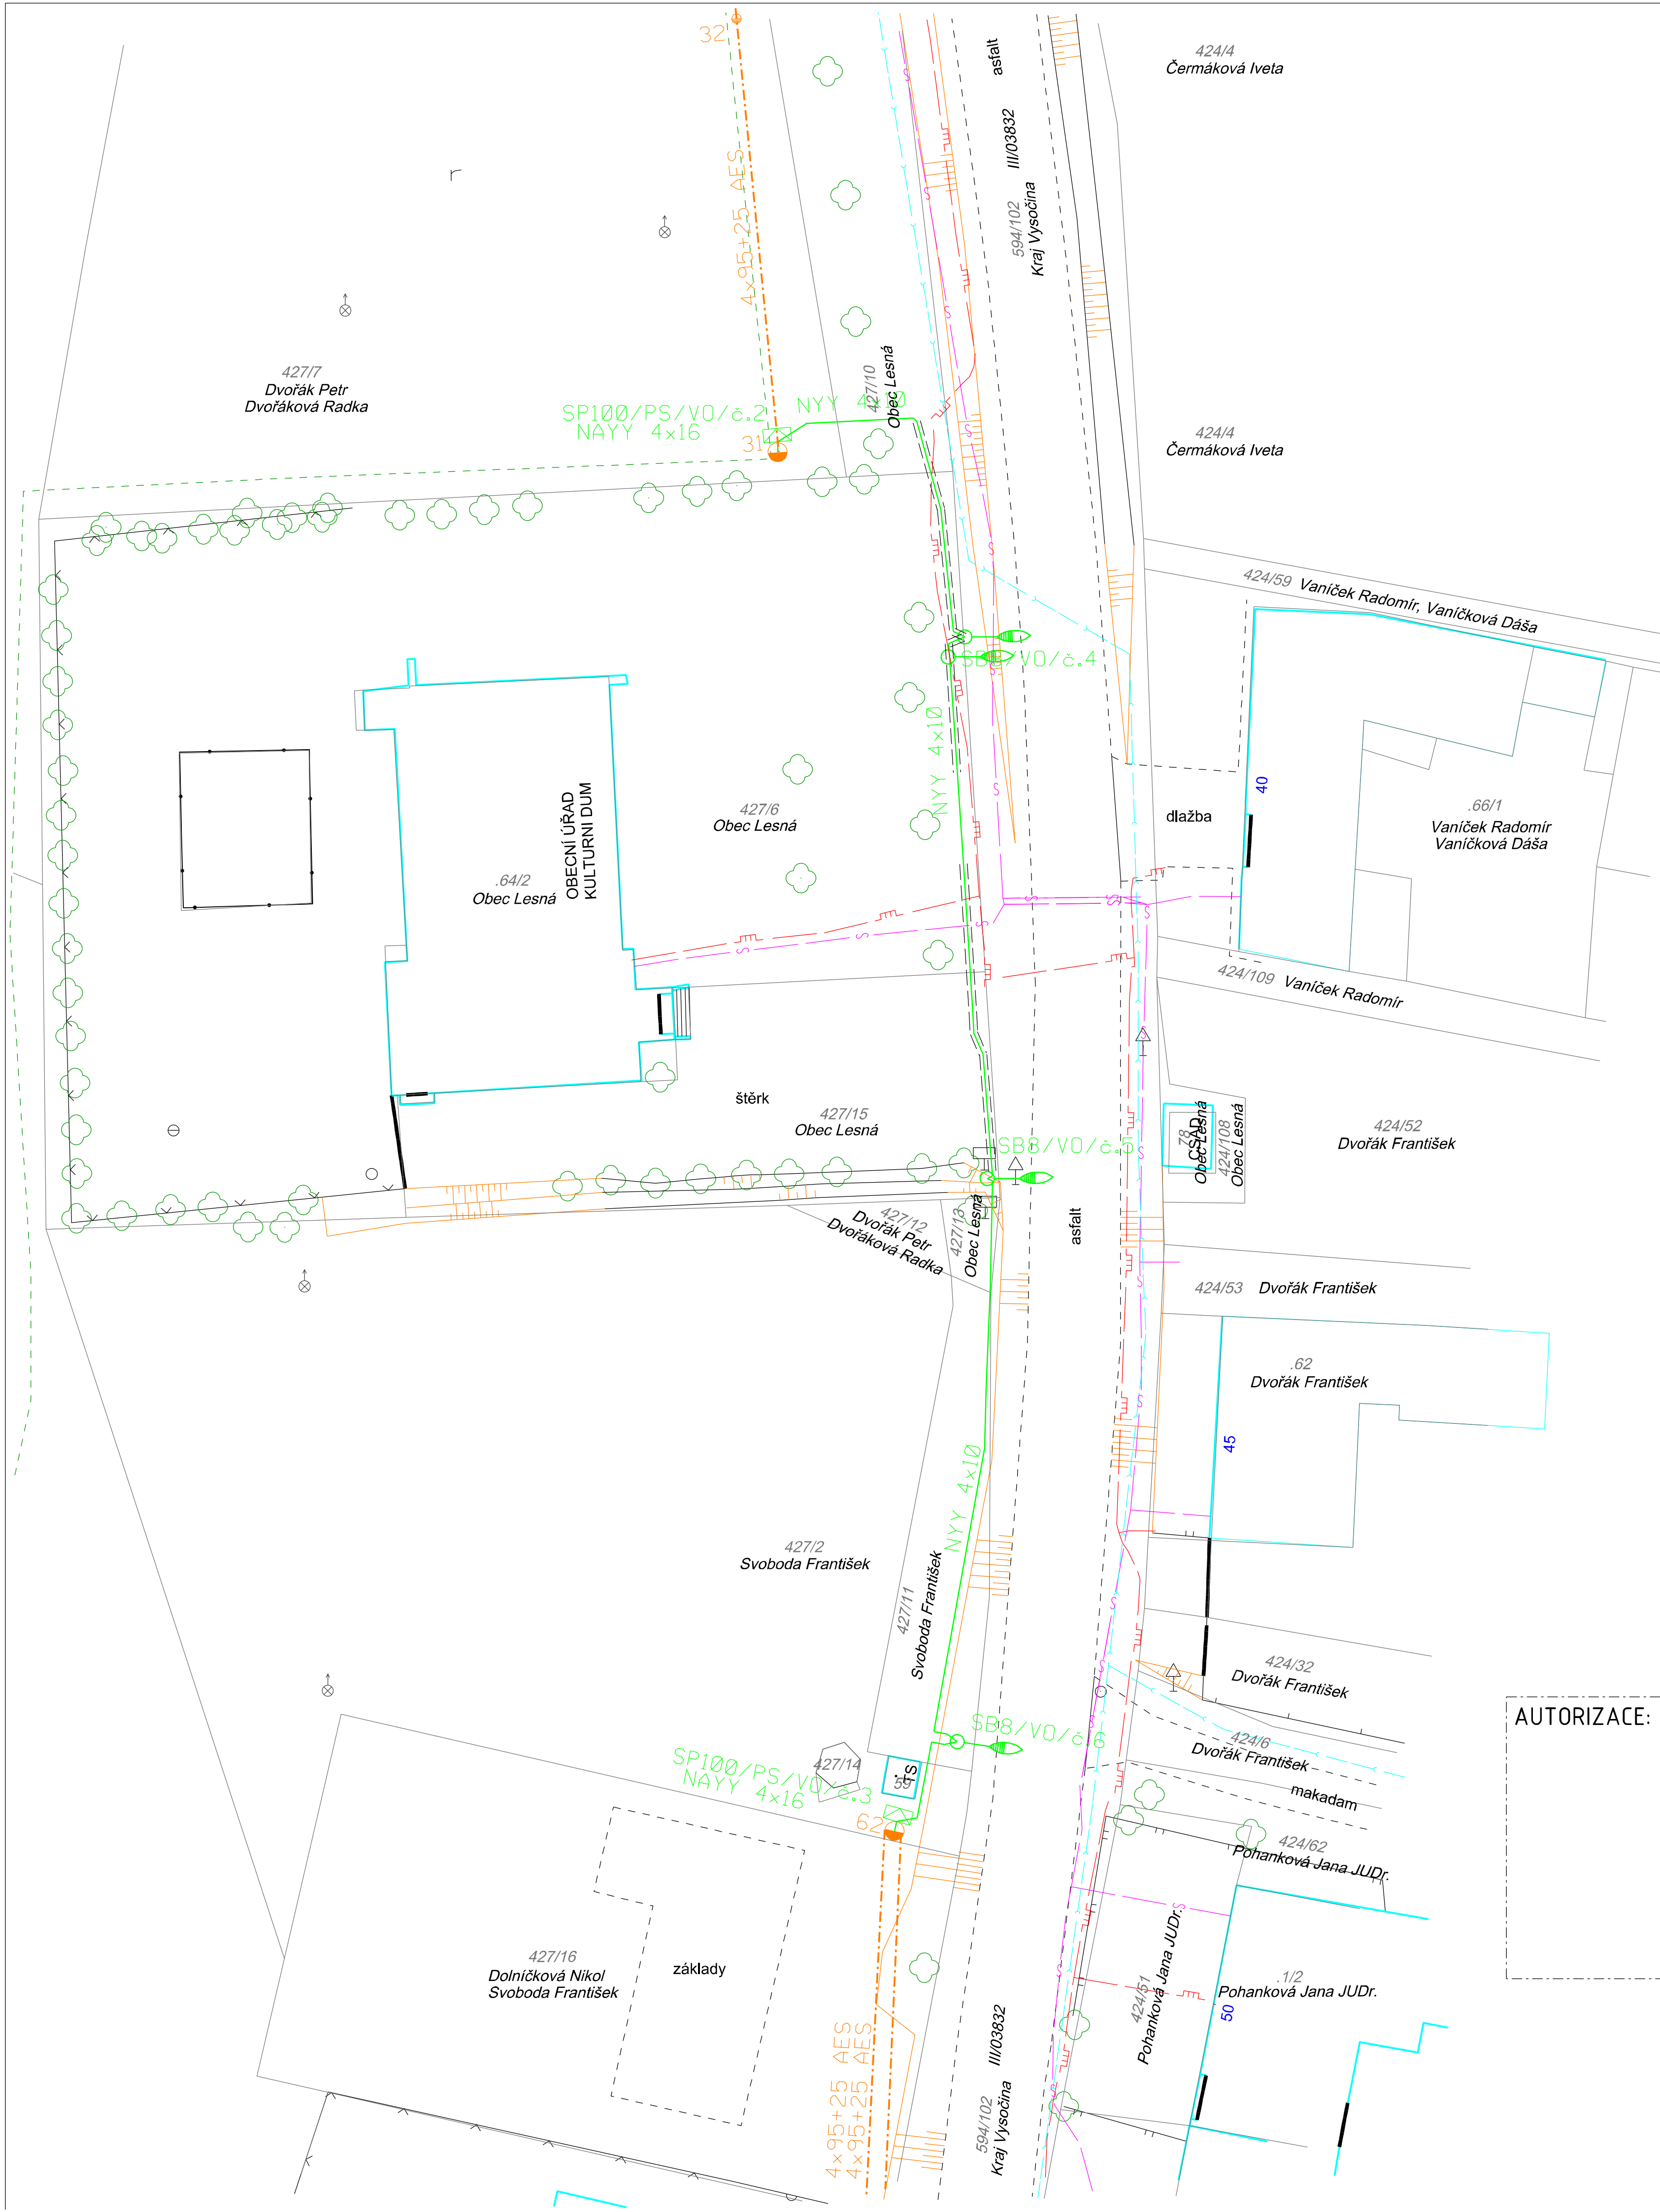 32
asfalt
424/4
Čermáková Iveta
4x95+25 AES
III/03832
594/102
Kraj Vysočina
r
427/7
Dvořák Petr
Dvořáková Radka
427/10
Obec Lesná
SP100/PS/VO/č.2
NAYY 4x16
NYY 4x10
31
424/4
Čermáková Iveta
424/59 Vaníček Radomír, Vaníčková Dáša
SB8/VO/č.4
NYY 4x10
40
dlažba
.66/1
Vaníček Radomír
Vaníčková Dáša
427/6
Obec Lesná
OBECNÍ ÚŘAD
KULTURNI DUM
.64/2
Obec Lesná
424/109 Vaníček Radomír
štěrk
427/15
Obec Lesná
SB8/VO/č.5
78
ČSAD
Obec Lesná
424/108
Obec Lesná
424/52
Dvořák František
427/12
Dvořák Petr
Dvořáková Radka
427/13
Obec Lesná
asfalt
424/53 Dvořák František
.62
Dvořák František
45
NYY 4x10
427/2
Svoboda František
427/11
Svoboda František
424/32
Dvořák František
AUTORIZACE:
SB8/VO/č.6
424/6
Dvořák František
makadam
SP100/PS/VO/č.3
NAYY 4x16
427/14
TS
59
62
424/62
Pohanková Jana JUDr.
427/16
Dolníčková Nikol
Svoboda František
základy
424/51
Pohanková Jana JUDr.
.1/2
Pohanková Jana JUDr.
50
4x95+25 AES
4x95+25 AES
III/03832
594/102
Kraj Vysočina